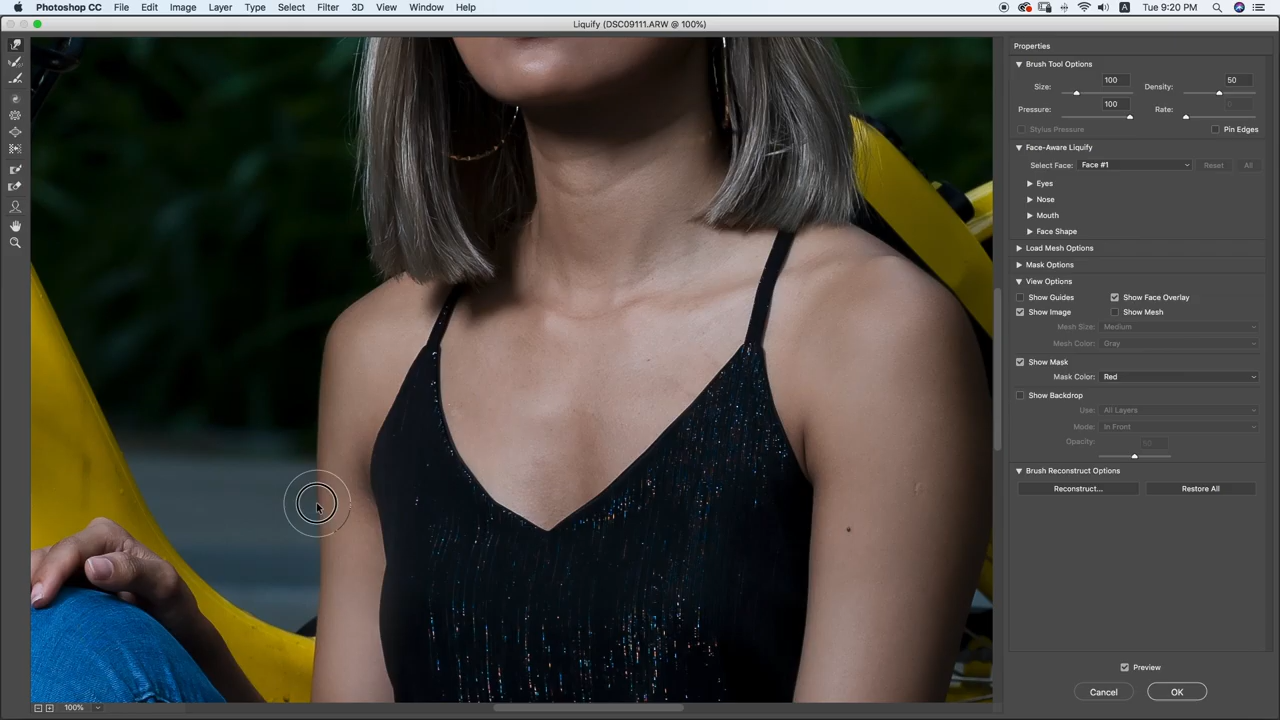 Photoshop CC File Edit Image Layer Type Select Filter 3D View Window Help A Tue 9:20 PM
Liquify (DSC09111.ARW @ 100%)
Properties
Brush Tool Options
Size: 100 Density: 50
Pressure: 100 Rate: 0
Stylus Pressure Pin Edges
Face-Aware Liquify
Select Face: Face #1 Reset All
Eyes
Nose
Mouth
Face Shape
Load Mesh Options
Mask Options
View Options
Show Guides Show Face Overlay
Show Image Show Mesh
Mesh Size: Medium
Mesh Color: Gray
Show Mask
Mask Color: Red
Show Backdrop
Use: All Layers
Mode: In Front
Opacity: 50
Brush Reconstruct Options
Reconstruct... Restore All
Preview
Cancel OK
100%